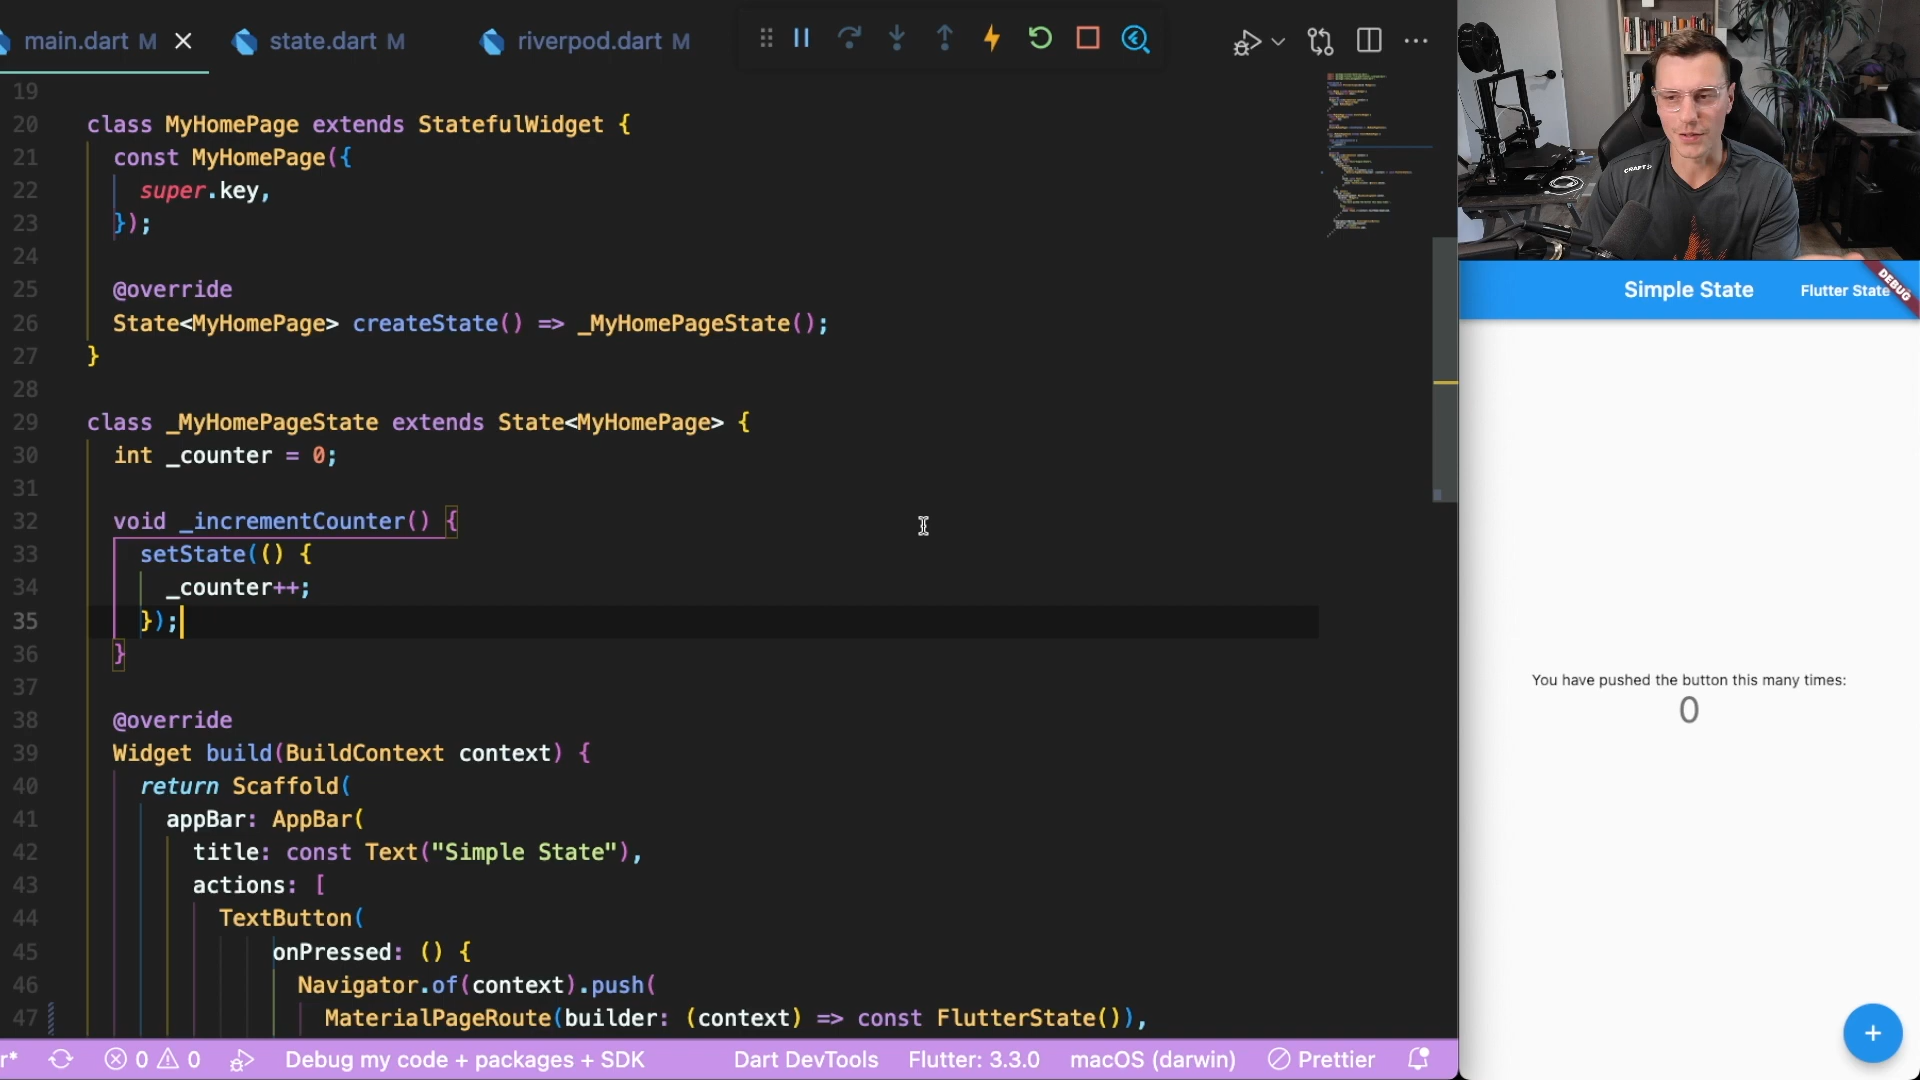 main.dart M
state.dart M
riverpod.dart M
19
20 class MyHomePage extends StatefulWidget {
21 const MyHomePage({
22 super.key,
23 });
24
25 @override
26 State<MyHomePage> createState() => _MyHomePageState();
27 }
28
29 class _MyHomePageState extends State<MyHomePage> {
30 int _counter = 0;
31
32 void _incrementCounter() {
33 setState(() {
34 _counter++;
35 });
36 }
37
38 @override
39 Widget build(BuildContext context) {
40 return Scaffold(
41 appBar: AppBar(
42 title: const Text("Simple State"),
43 actions: [
44 TextButton(
45 onPressed: () {
46 Navigator.of(context).push(
47 MaterialPageRoute(builder: (context) => const FlutterState()),
r* 0 0 Debug my code + packages + SDK Dart DevTools Flutter: 3.3.0 macOS (darwin) Prettier
CRAFT
Simple State Flutter State
DEBUG
You have pushed the button this many times:
0
+